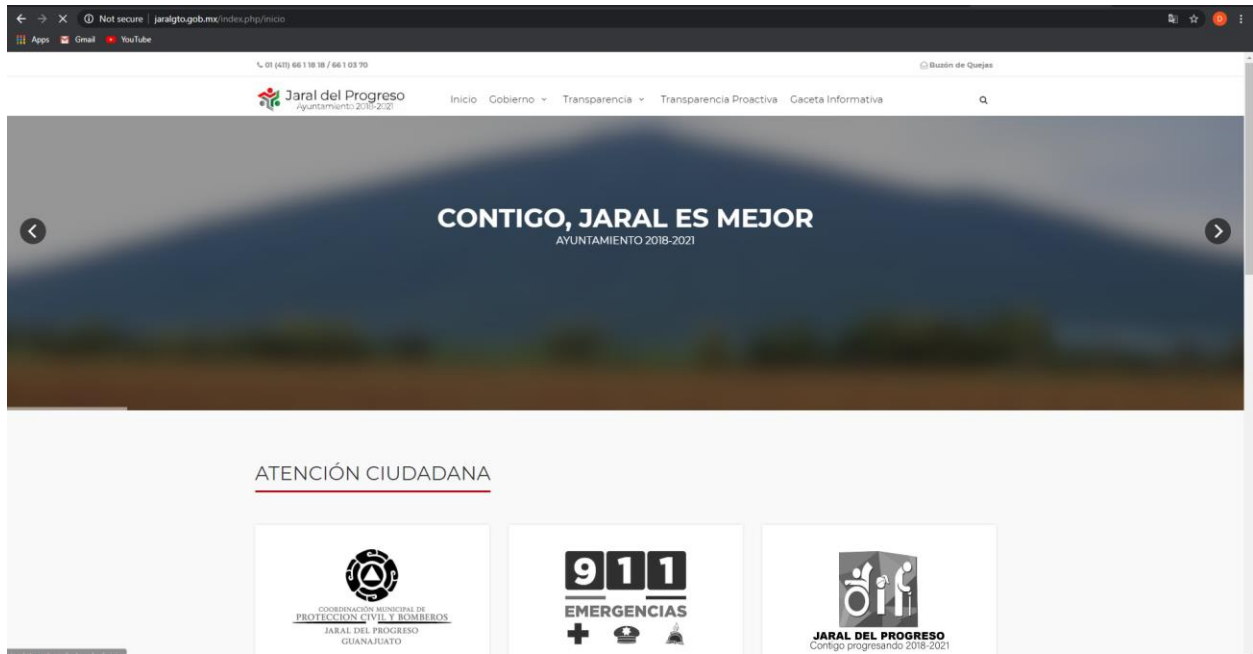 Not secure | jaralgto.gob.mx/index.php/inicio
Apps Gmail YouTube
01 (411) 66 1 18 18 / 66 1 03 70 Buzón de Quejas
Jaral del Progreso
Ayuntamiento 2018-2021
Inicio Gobierno Transparencia Transparencia Proactiva Gaceta Informativa
CONTIGO, JARAL ES MEJOR
AYUNTAMIENTO 2018-2021
ATENCIÓN CIUDADANA
COORDINACIÓN MUNICIPAL DE
PROTECCION CIVIL Y BOMBEROS
JARAL DEL PROGRESO
GUANAJUATO
911
EMERGENCIAS
dif
JARAL DEL PROGRESO
Contigo progresando 2018-2021